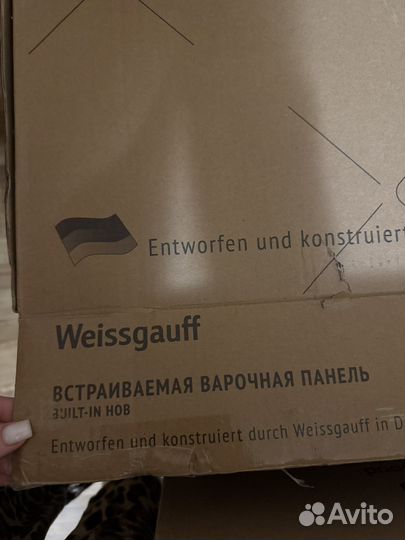 Entworfen und konstruiert
Weissgauff
ВСТРАИВАЕМАЯ ВАРОЧНАЯ ПАНЕЛЬ
BUILT-IN HOB
Entworfen und konstruiert durch Weissgauff in D
Avito